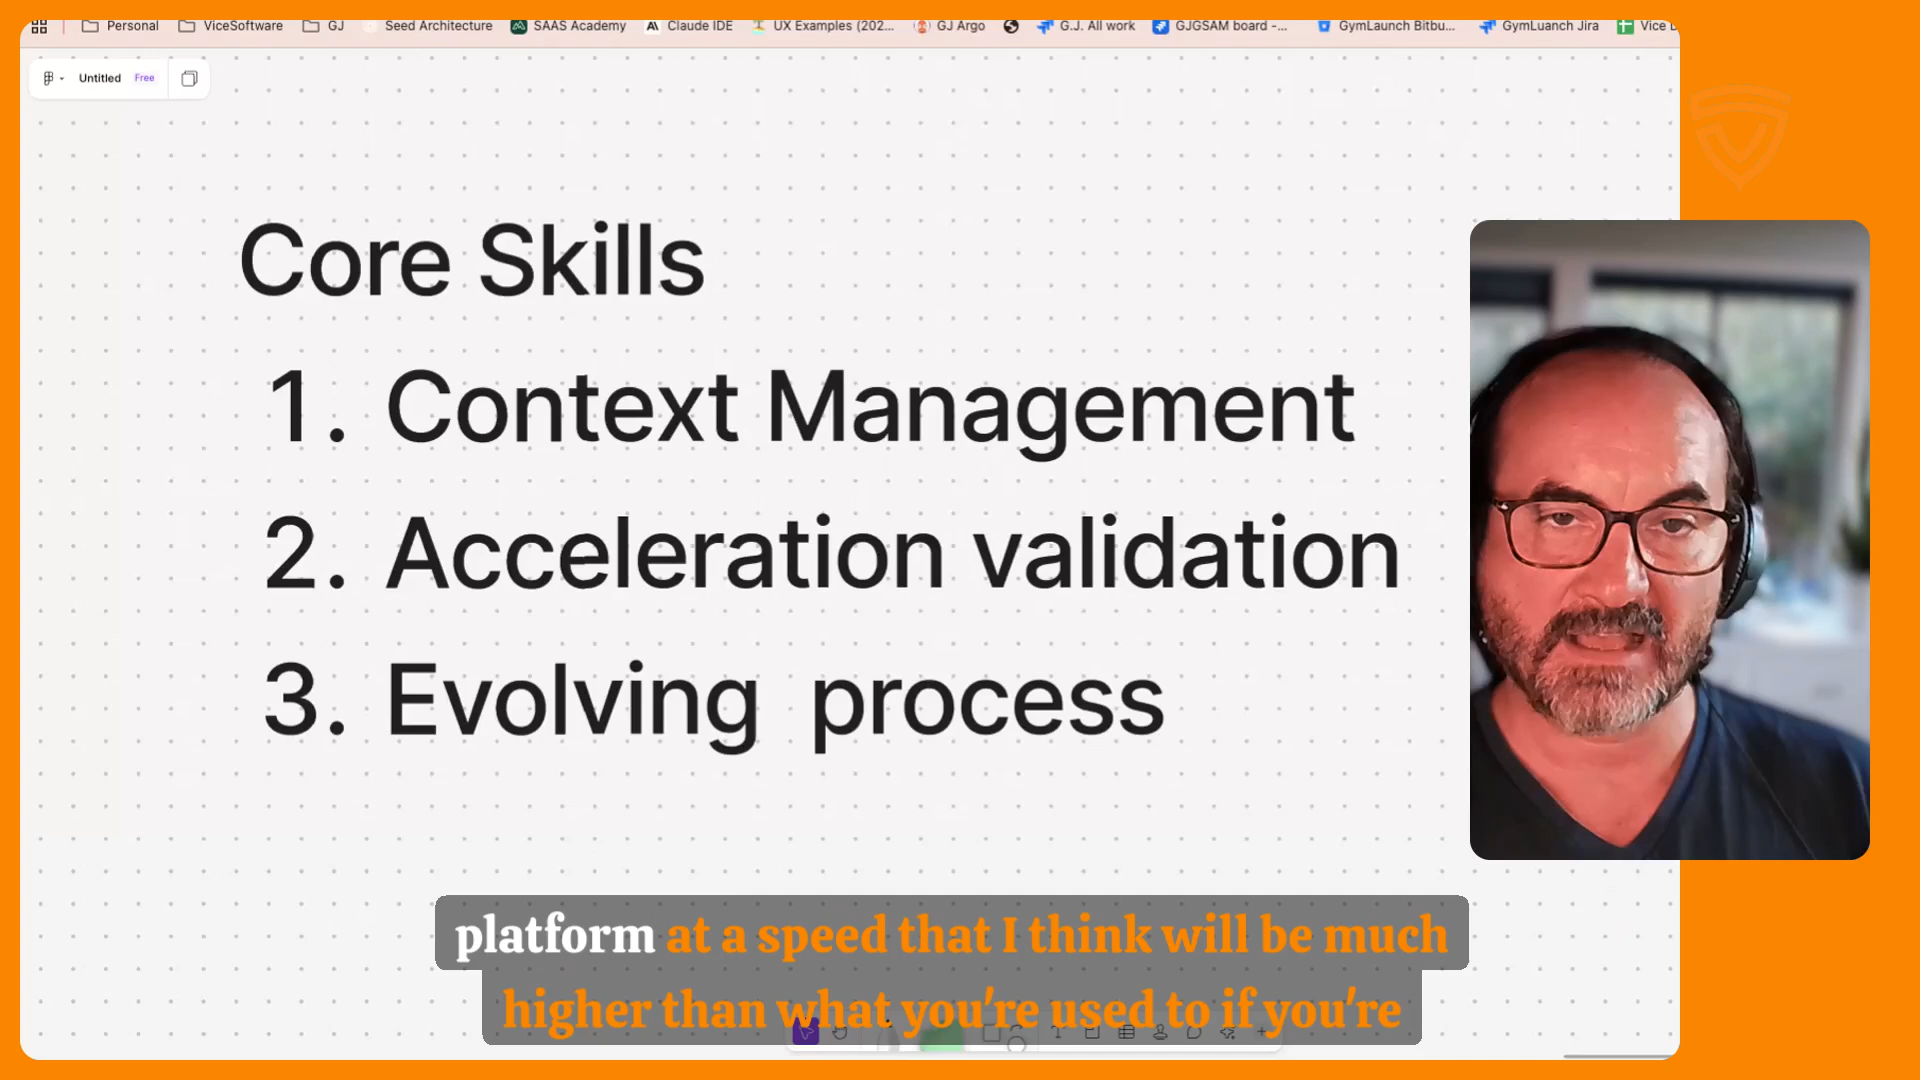 Personal ViceSoftware GJ Seed Architecture SAAS Academy Claude IDE UX Examples (202... GJ Argo G.J. All work GJGSAM board -... GymLaunch Bitbu... GymLuanch Jira Vice
Untitled Free
Core Skills
1. Context Management
2. Acceleration validation
3. Evolving process
platform at a speed that I think will be much
higher than what you're used to if you're